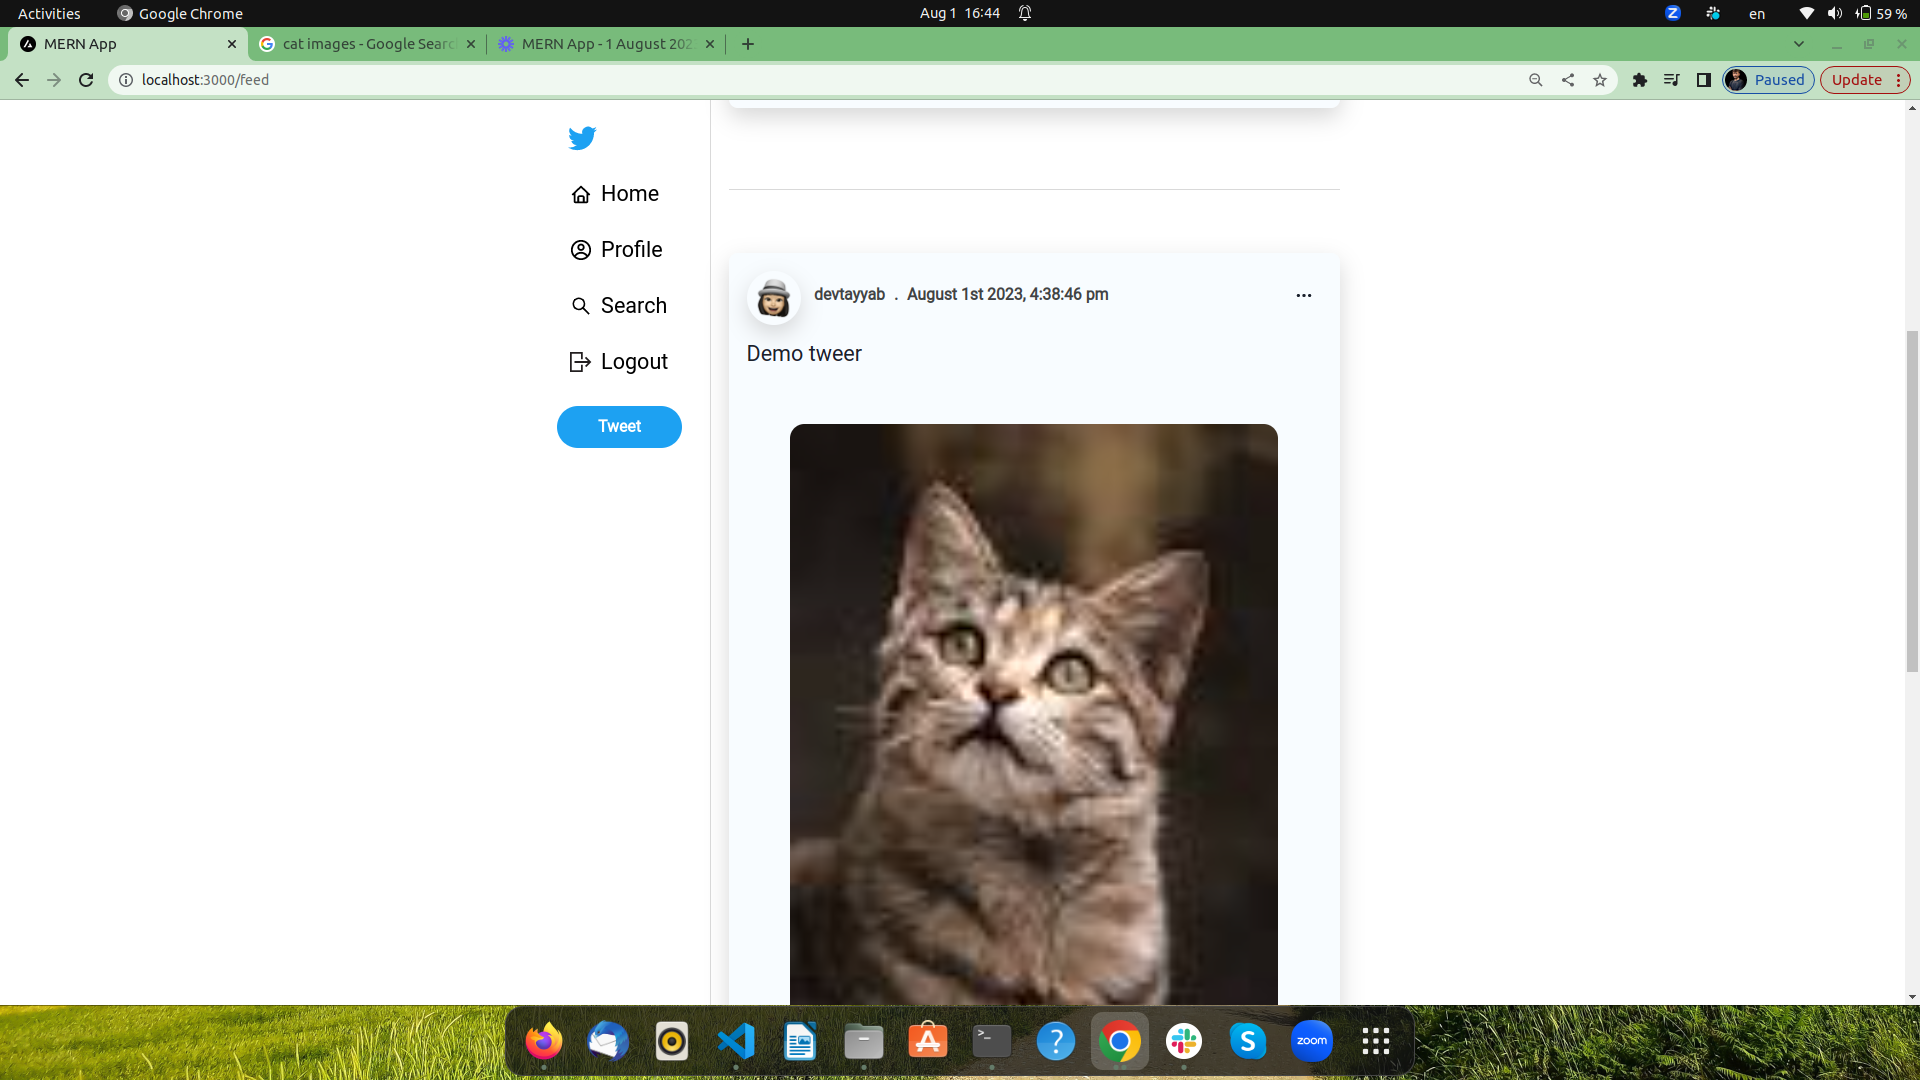 Activities Google Chrome Aug 1 16:44 en 59 %
MERN App cat images - Google Searc MERN App - 1 August 202
localhost:3000/feed Paused Update
Home
Profile
Search
Logout
Tweet
devtayyab . August 1st 2023, 4:38:46 pm
Demo tweer
zoom